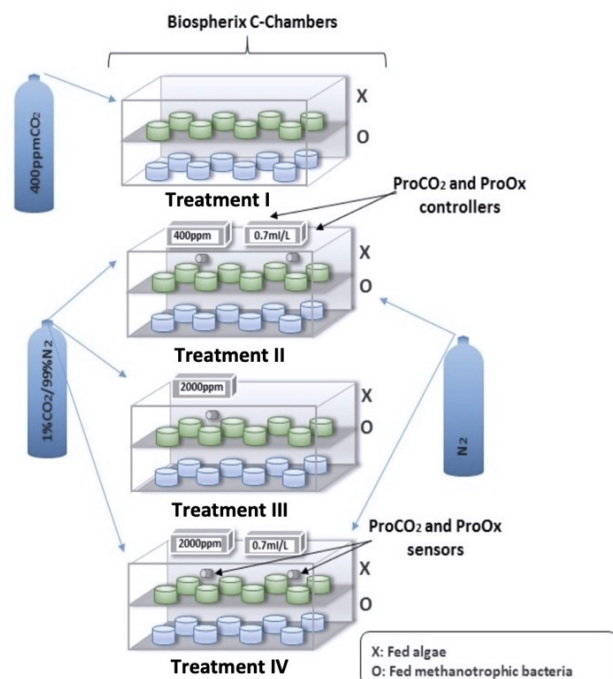 Biospherix C-Chambers
400ppmCO₂
X
O
Treatment I
ProCO₂ and ProOx
controllers
400ppm
0.7ml/L
X
O
Treatment II
1%CO₂/99%N₂
N₂
2000ppm
X
O
Treatment III
ProCO₂ and ProOx
sensors
2000ppm
0.7ml/L
X
O
Treatment IV
X: Fed algae
O: Fed methanotrophic bacteria